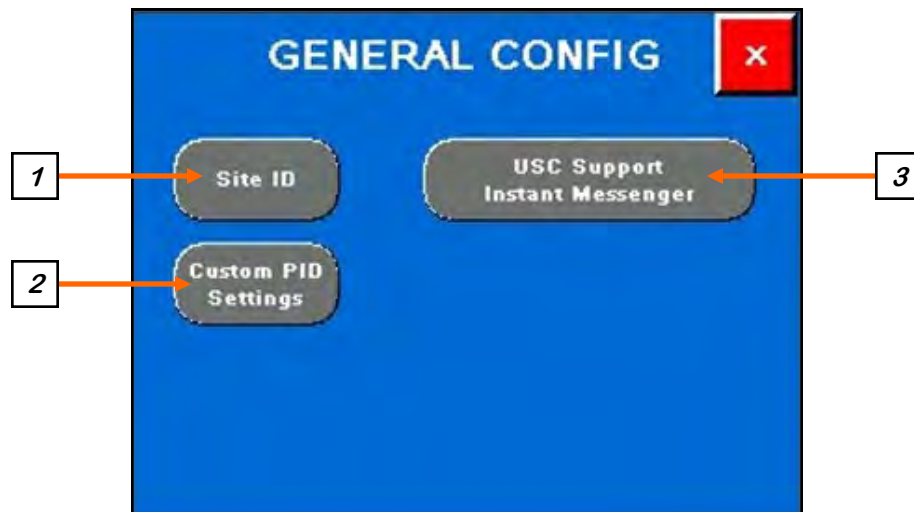 GENERAL CONFIG
x
1
Site ID
USC Support
Instant Messenger
3
2
Custom PID
Settings